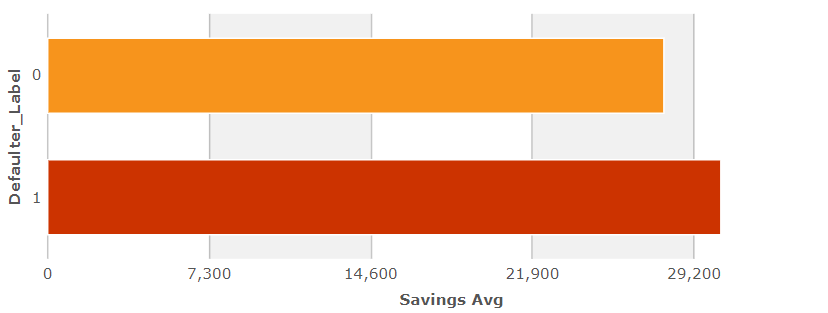 Defaulter_Label
0
1
0 7,300 14,600 21,900 29,200
Savings Avg